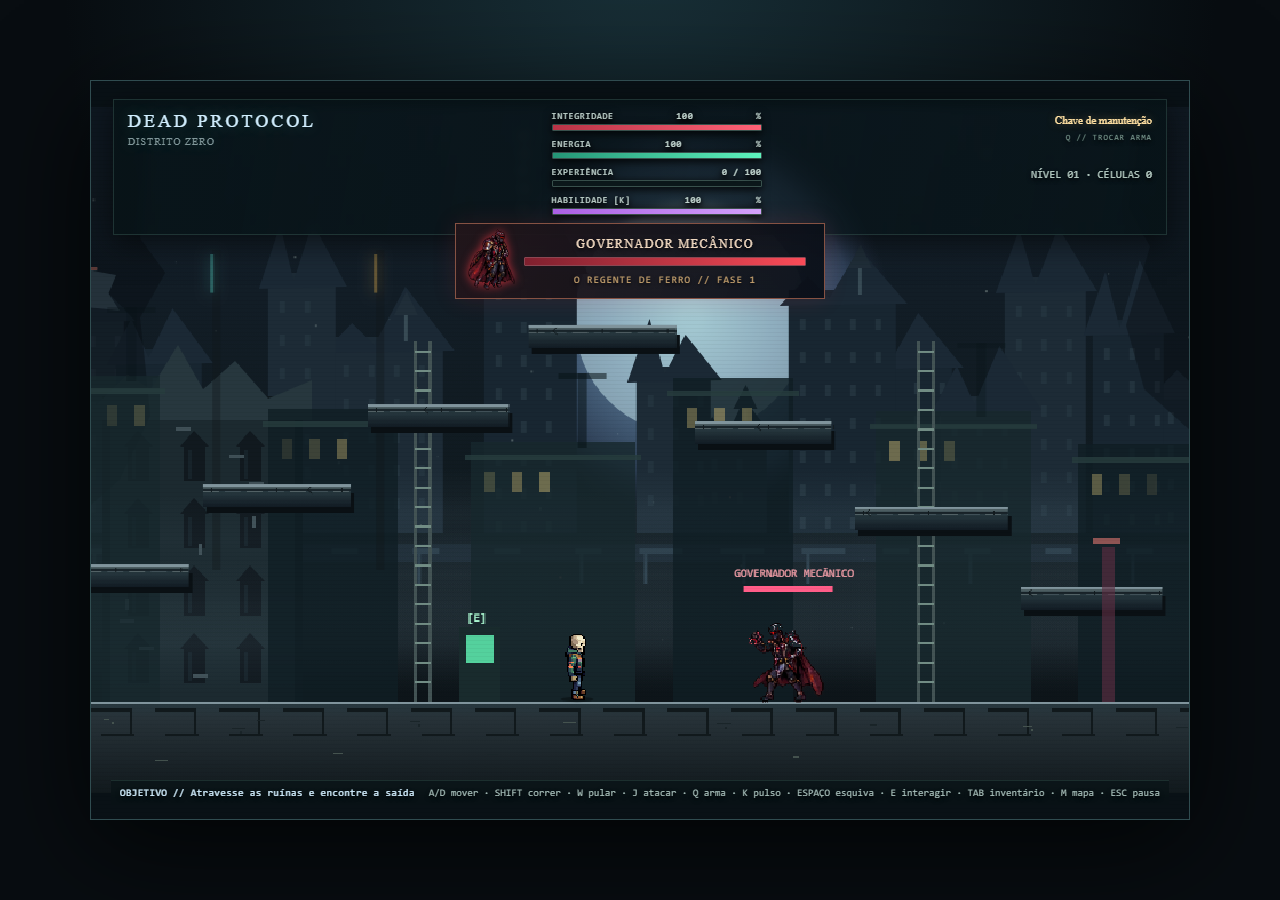 DEAD PROTOCOL
DISTRITO ZERO
INTEGRIDADE 100 %
ENERGIA 100 %
EXPERIÊNCIA 0 / 100
HABILIDADE [K] 100 %
Chave de manutenção
Q // TROCAR ARMA
NÍVEL 01 · CÉLULAS 0
GOVERNADOR MECÂNICO
O REGENTE DE FERRO // FASE 1
GOVERNADOR MECÂNICO
[E]
OBJETIVO // Atravesse as ruínas e encontre a saída A/D mover · SHIFT correr · W pular · J atacar · Q arma · K pulso · ESPAÇO esquiva · E interagir · TAB inventário · M mapa · ESC pausa